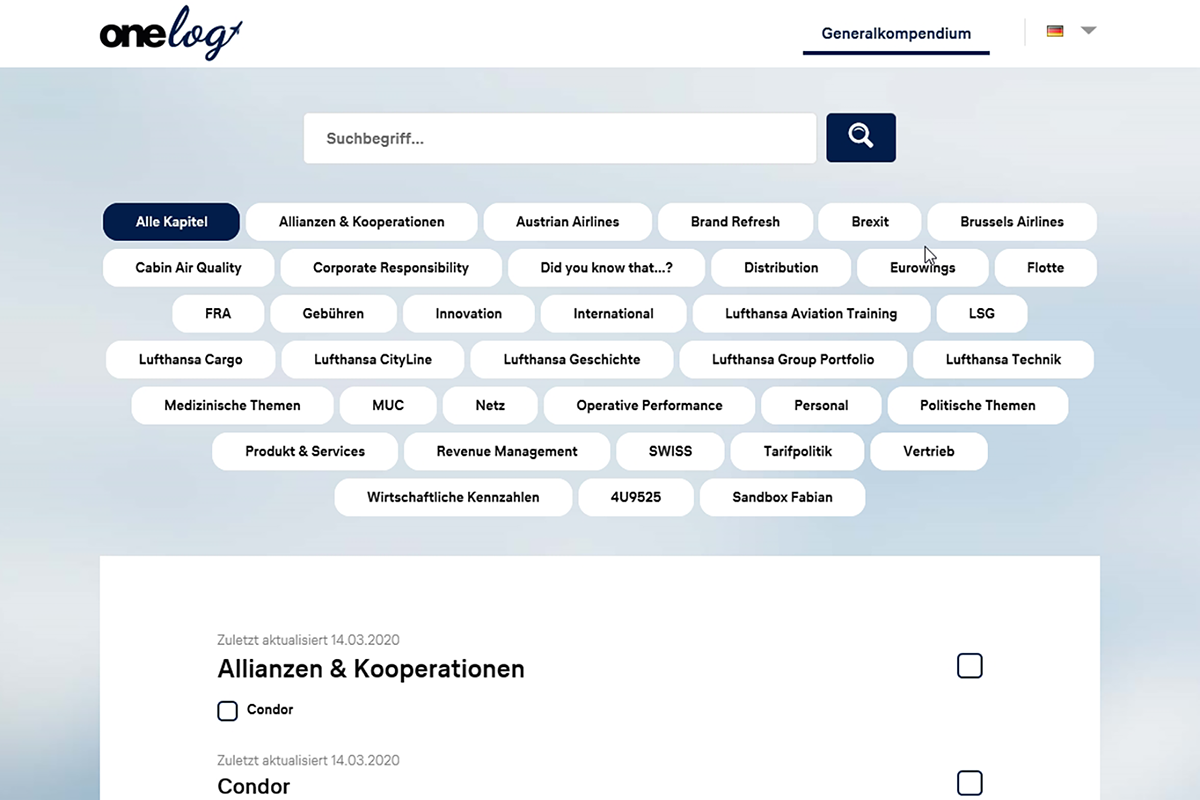 onelog
Generalkompendium
Suchbegriff...
Alle Kapitel Allianzen & Kooperationen Austrian Airlines Brand Refresh Brexit Brussels Airlines
Cabin Air Quality Corporate Responsibility Did you know that...? Distribution Eurowings Flotte
FRA Gebühren Innovation International Lufthansa Aviation Training LSG
Lufthansa Cargo Lufthansa CityLine Lufthansa Geschichte Lufthansa Group Portfolio Lufthansa Technik
Medizinische Themen MUC Netz Operative Performance Personal Politische Themen
Produkt & Services Revenue Management SWISS Tarifpolitik Vertrieb
Wirtschaftliche Kennzahlen 4U9525 Sandbox Fabian
Zuletzt aktualisiert 14.03.2020
Allianzen & Kooperationen
Condor
Zuletzt aktualisiert 14.03.2020
Condor